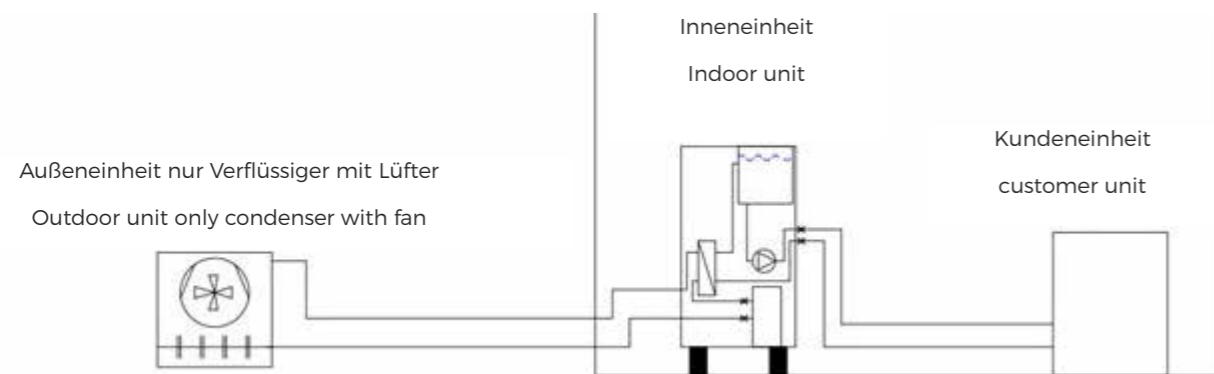 Inneneinheit
Indoor unit
Kundeneinheit
customer unit
Außeneinheit nur Verflüssiger mit Lüfter
Outdoor unit only condenser with fan